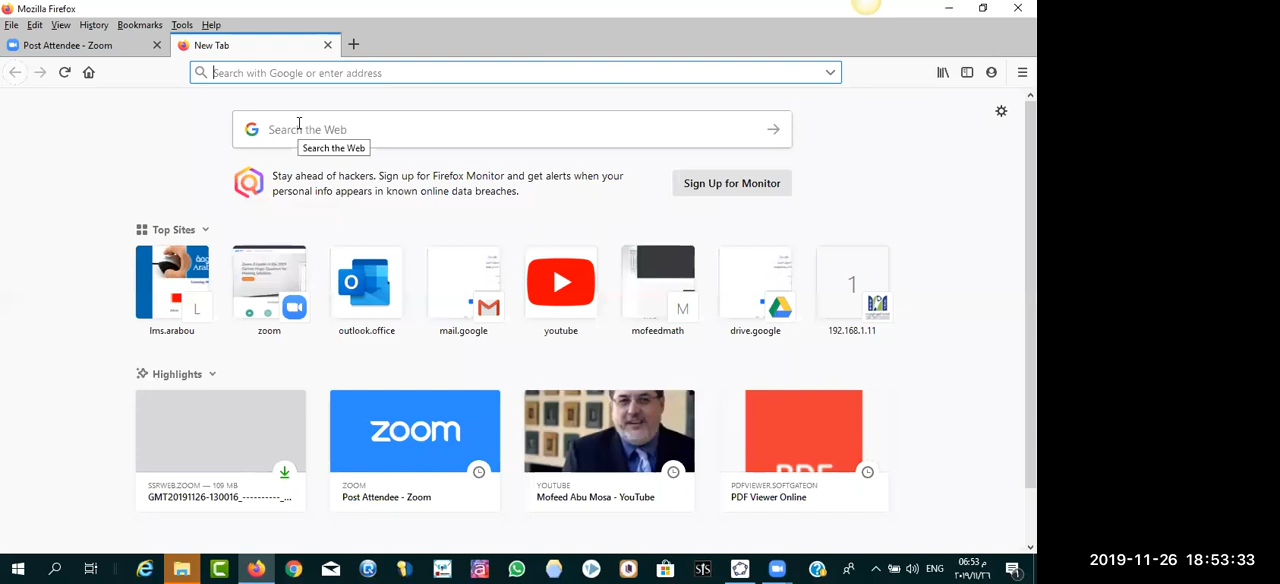 Mozilla Firefox
File Edit View History Bookmarks Tools Help
Post Attendee - Zoom
New Tab
Search with Google or enter address
Search the Web
Search the Web
Stay ahead of hackers. Sign up for Firefox Monitor and get alerts when your
personal info appears in known online data breaches.
Sign Up for Monitor
Top Sites
L
M
1
lms.arabou
zoom
outlook.office
mail.google
youtube
mofeedmath
drive.google
192.168.1.11
Highlights
zoom
PDF
SSRWEB.ZOOM — 109 MB
GMT20191126-130016_----------_...
ZOOM
Post Attendee - Zoom
YOUTUBE
Mofeed Abu Mosa - YouTube
PDFVIEWER.SOFTGATEON
PDF Viewer Online
ENG
06:53 م
٢٠١٩/١١/٢٦
2019-11-26 18:53:33